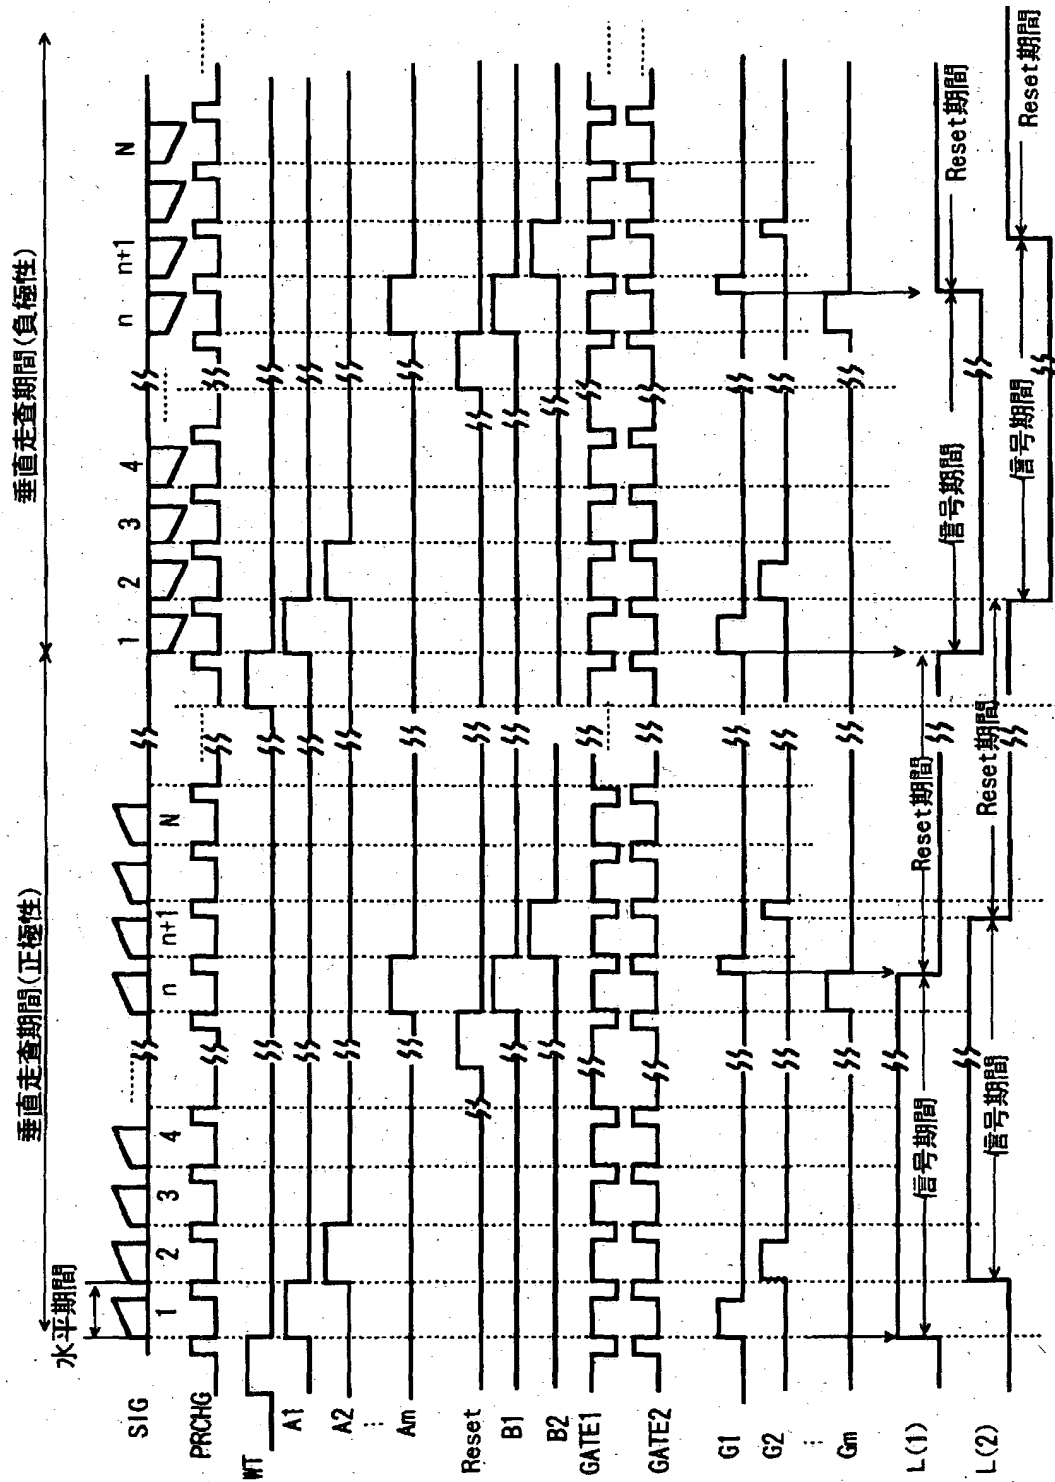 垂直走査期間(正極性)
垂直走査期間(負極性)
水平期間
1 2 3 4 n n+1 N
1 2 3 4 n n+1 N
SIG
PRCHG
WT
A1
A2
Am
Reset
B1
B2
GATE1
GATE2
G1
G2
Gm
L(1)
信号期間
Reset期間
信号期間
Reset期間
L(2)
信号期間
Reset期間
信号期間
Reset期間